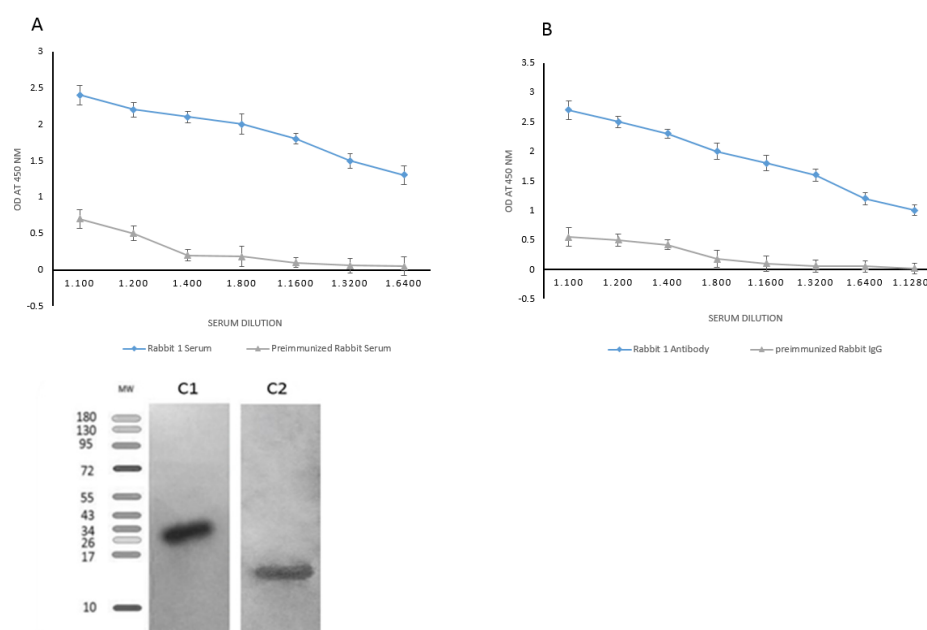 A
3
2.5
2
1.5
1
0.5
0
-0.5
OD AT 450 NM
1.100 1.200 1.400 1.800 1.1600 1.3200 1.6400
SERUM DILUTION
Rabbit 1 Serum Preimmunized Rabbit Serum
B
3.5
3
2.5
2
1.5
1
0.5
0
-0.5
OD AT 450 NM
1.100 1.200 1.400 1.800 1.1600 1.3200 1.6400 1.1280
SERUM DILUTION
Rabbit 1 Antibody preimmunized Rabbit IgG
MW C1 C2
180
130
95
72
55
43
34
26
17
10